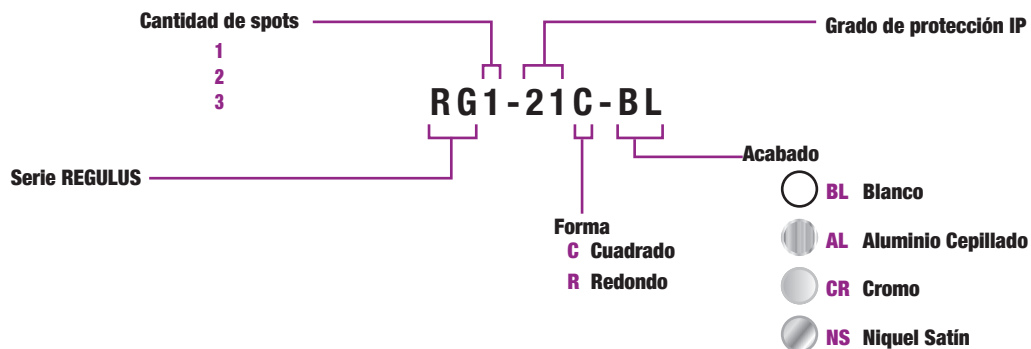 Cantidad de spots
1
2
3
Grado de protección IP
RG1-21C-BL
Serie REGULUS
Forma
C Cuadrado
R Redondo
Acabado
BL Blanco
AL Aluminio Cepillado
CR Cromo
NS Niquel Satín